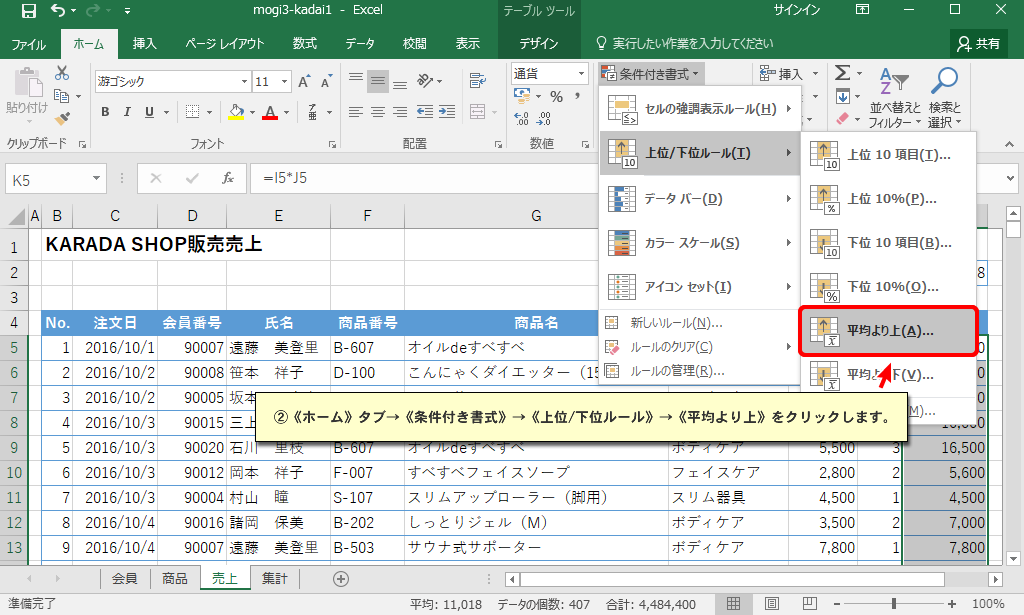 mogi3-kadai1 - Excel
テーブル ツール
サインイン
ファイル ホーム 挿入 ページ レイアウト 数式 データ 校閲 表示 デザイン 実行したい作業を入力してください 共有
貼り付け
クリップボード
游ゴシック 11
B I U
フォント
配置
通貨
% ,
数値
条件付き書式
挿入
並べ替えと
フィルター
検索と
選択
セルの強調表示ルール(H)
上位/下位ルール(T)
データ バー(D)
カラー スケール(S)
アイコン セット(I)
新しいルール(N)...
ルールのクリア(C)
ルールの管理(R)...
上位 10 項目(T)...
上位 10%(P)...
下位 10 項目(B)...
下位 10%(O)...
平均より上(A)...
(V)...
(M)...
K5 =I5*J5
A B C D E F G
1 KARADA SHOP販売売上
2 8
3
4 No. 注文日 会員番号 氏名 商品番号 商品名
5 1 2016/10/1 90007 遠藤 美登里 B-607 オイルdeすべすべ
6 2 2016/10/2 90008 笹本 祥子 D-100 こんにゃくダイエッター（15
7 3 2016/10/2 90005 坂本
8 4 2016/10/3 90015 三上
9 5 2016/10/3 90020 石川 里枝 B-607 オイルdeすべすべ ボディケア 5,500 3 16,500
10 6 2016/10/3 90012 岡本 祥子 F-007 すべすべフェイスソープ フェイスケア 2,800 2 5,600
11 7 2016/10/3 90004 村山 瞳 S-107 スリムアップローラー（脚用） スリム器具 4,500 1 4,500
12 8 2016/10/4 90016 諸岡 保美 B-202 しっとりジェル（M） ボディケア 3,500 2 7,000
13 9 2016/10/4 90007 遠藤 美登里 B-503 サウナ式サポーター ボディケア 7,800 1 7,800
②《ホーム》タブ→《条件付き書式》→《上位/下位ルール》→《平均より上》をクリックします。
会員 商品 売上 集計
準備完了 平均: 11,018 データの個数: 407 合計: 4,484,400 100%